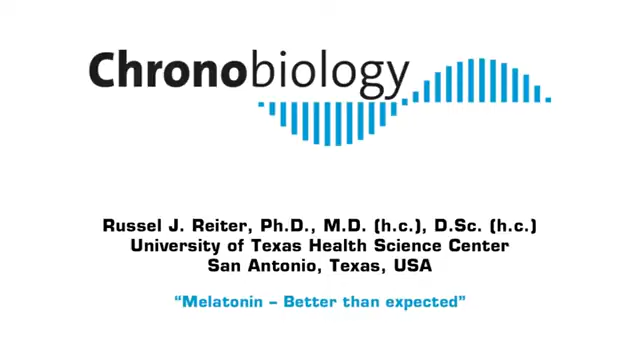 Chronobiology
Russel J. Reiter, Ph.D., M.D. (h.c.), D.Sc. (h.c.)
University of Texas Health Science Center
San Antonio, Texas, USA
“Melatonin – Better than expected”